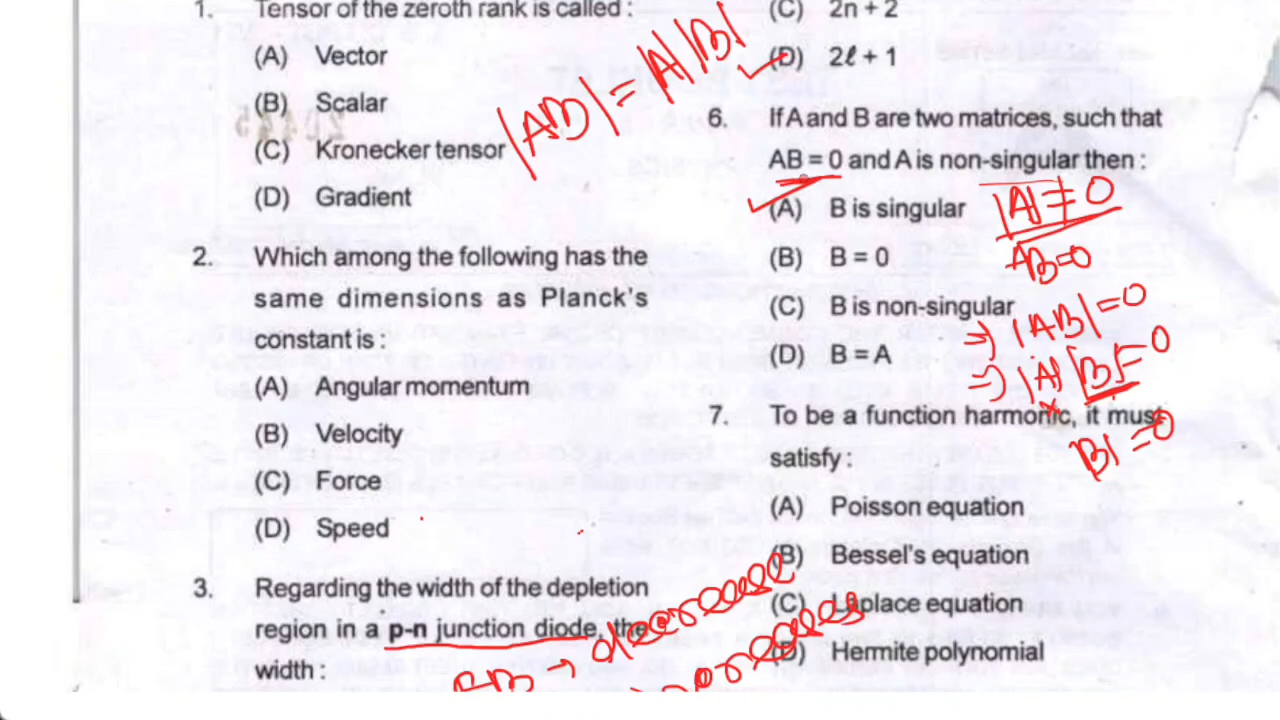 1. Tensor of the zeroth rank is called :
(A) Vector
(B) Scalar
(C) Kronecker tensor
(D) Gradient
|AB| = |A| |B|
2. Which among the following has the
same dimensions as Planck's
constant is :
(A) Angular momentum
(B) Velocity
(C) Force
(D) Speed
3. Regarding the width of the depletion
region in a p-n junction diode, the
width :
decrease
(C) 2n + 2
(D) 2ℓ + 1
6. If A and B are two matrices, such that
AB = 0 and A is non-singular then :
(A) B is singular
|A| ≠ 0
(B) B = 0
AB=0
(C) B is non-singular
⇒ |AB| = 0
(D) B = A
⇒ |A| |B| = 0
7. To be a function harmonic, it must
satisfy :
|B| = 0
(A) Poisson equation
(B) Bessel's equation
(C) Laplace equation
(D) Hermite polynomial